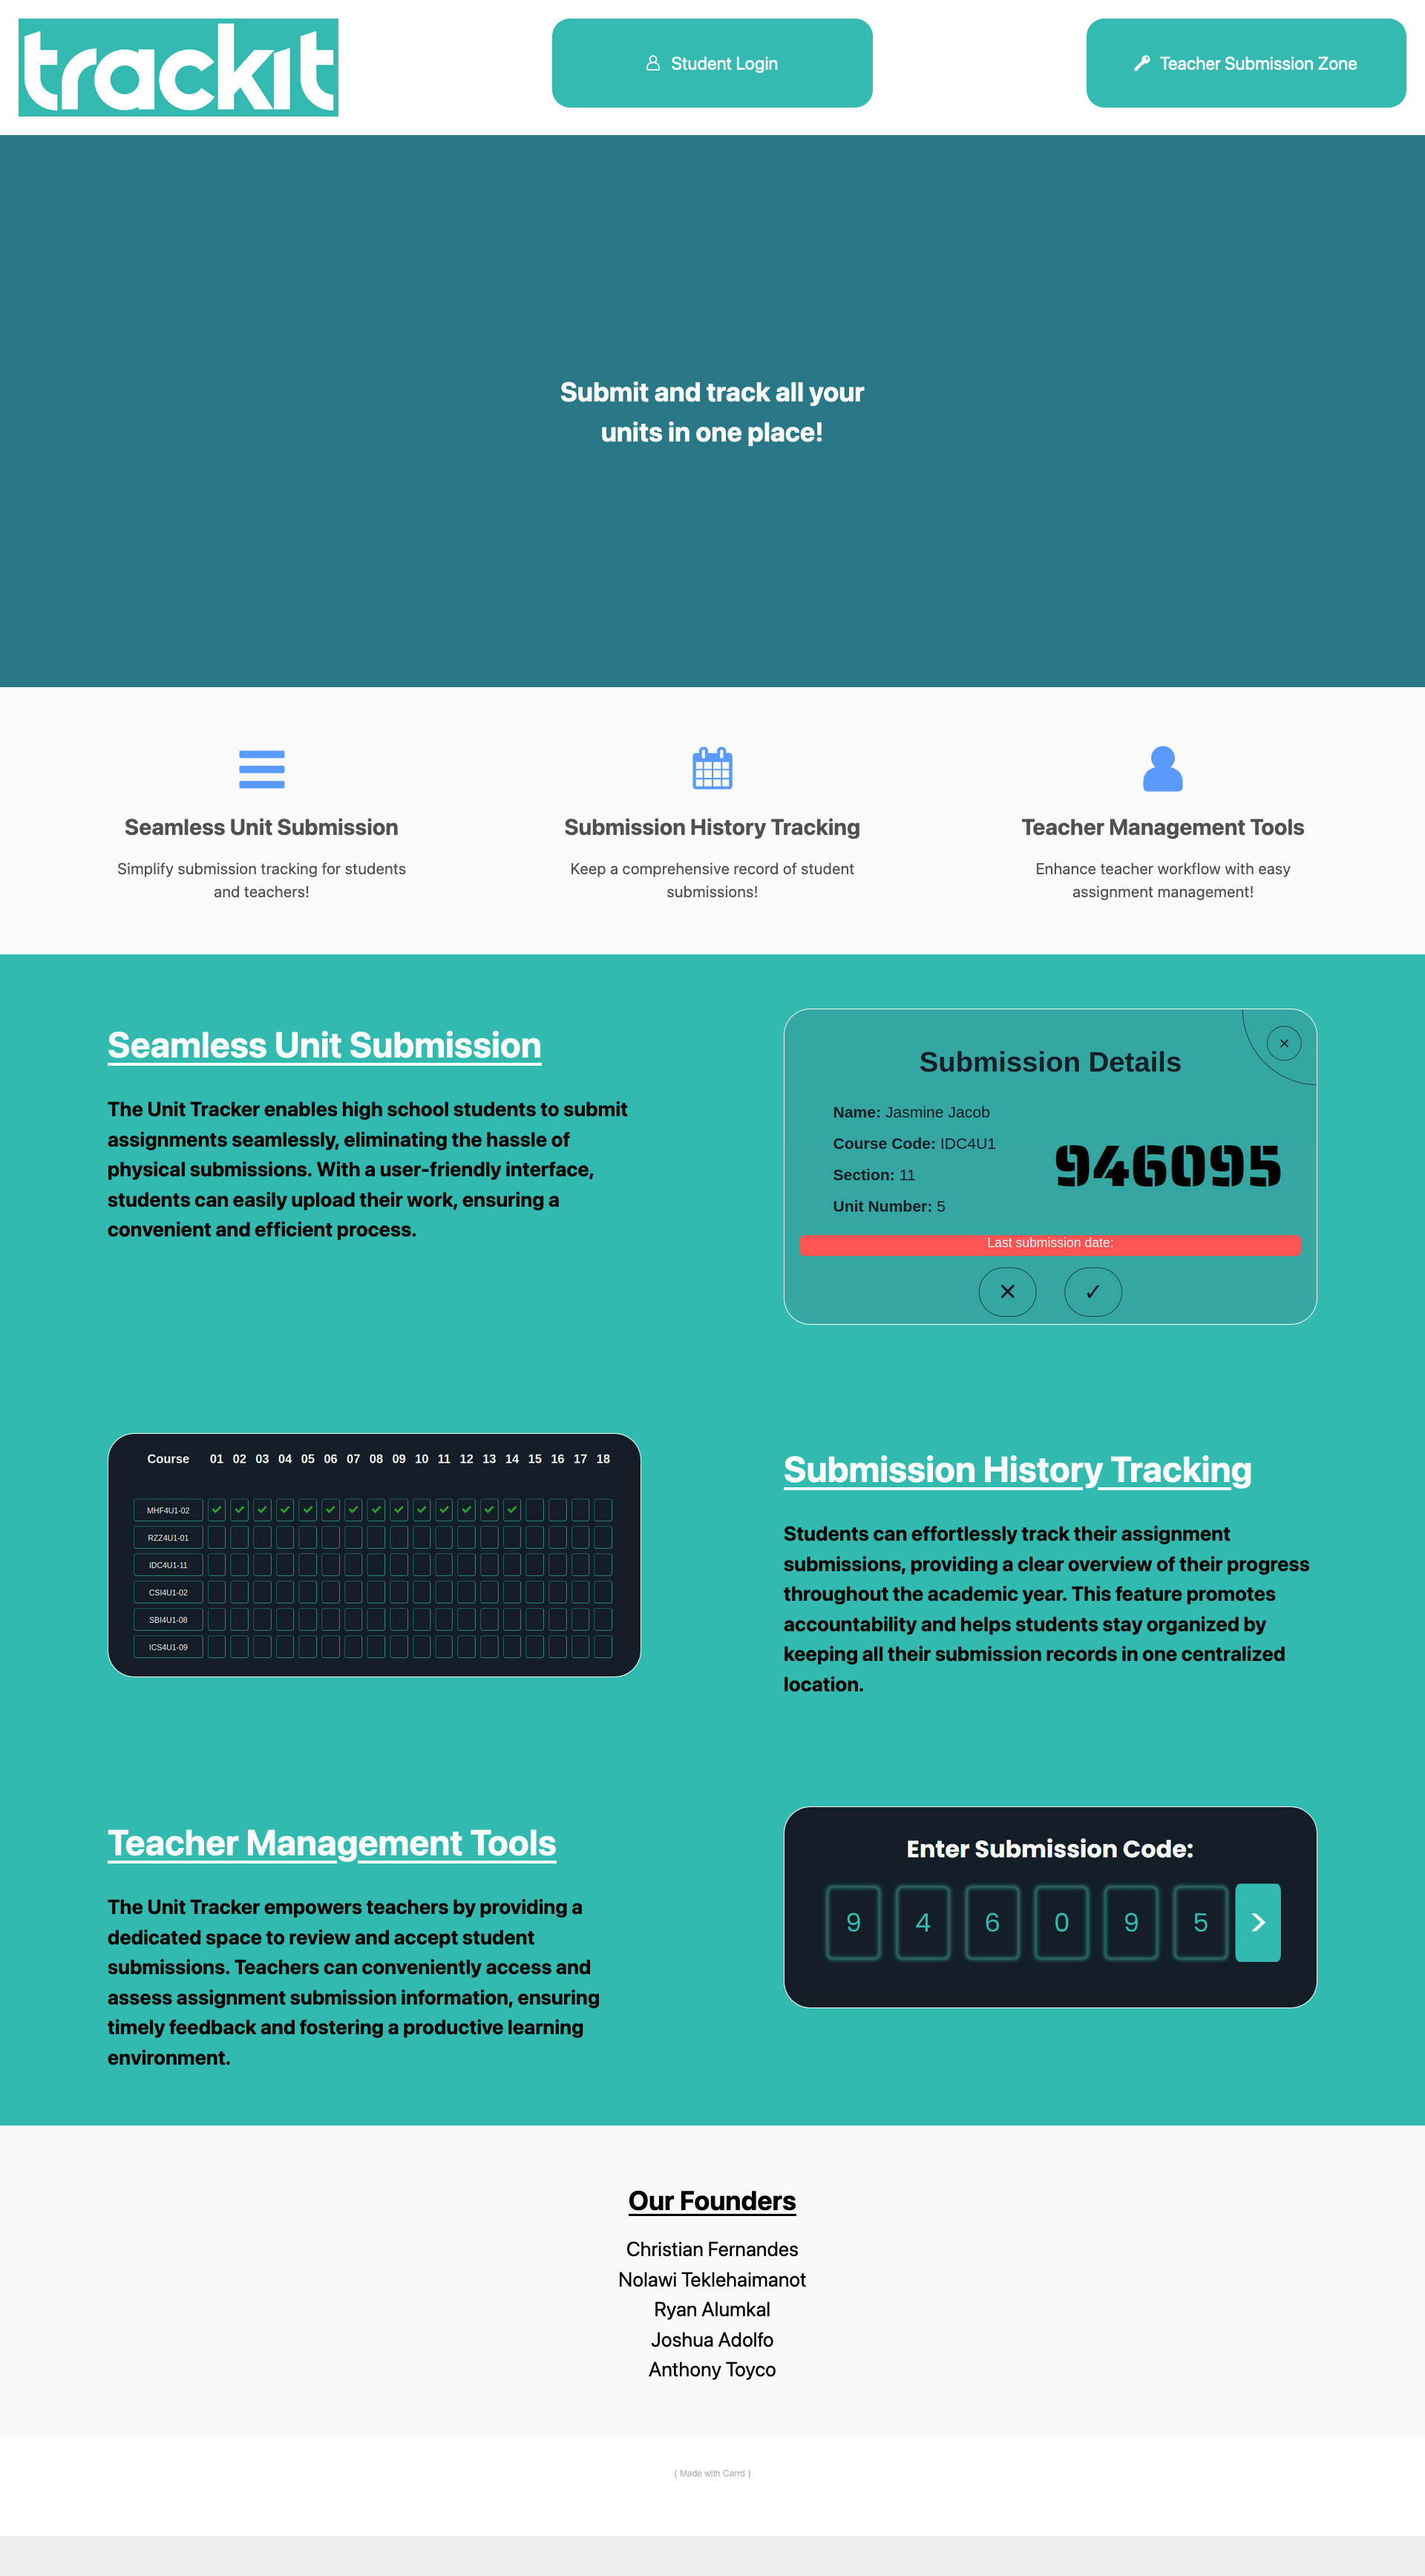 trackit
Student Login
Teacher Submission Zone
Submit and track all your
units in one place!
Seamless Unit Submission
Simplify submission tracking for students
and teachers!
Submission History Tracking
Keep a comprehensive record of student
submissions!
Teacher Management Tools
Enhance teacher workflow with easy
assignment management!
Seamless Unit Submission
The Unit Tracker enables high school students to submit
assignments seamlessly, eliminating the hassle of
physical submissions. With a user-friendly interface,
students can easily upload their work, ensuring a
convenient and efficient process.
Submission Details
Name: Jasmine Jacob
Course Code: IDC4U1
Section: 11
Unit Number: 5
946095
Last submission date:
Course 01 02 03 04 05 06 07 08 09 10 11 12 13 14 15 16 17 18
MHF4U1-02
RZZ4U1-01
IDC4U1-11
CSI4U1-02
SBI4U1-08
ICS4U1-09
Submission History Tracking
Students can effortlessly track their assignment
submissions, providing a clear overview of their progress
throughout the academic year. This feature promotes
accountability and helps students stay organized by
keeping all their submission records in one centralized
location.
Teacher Management Tools
The Unit Tracker empowers teachers by providing a
dedicated space to review and accept student
submissions. Teachers can conveniently access and
assess assignment submission information, ensuring
timely feedback and fostering a productive learning
environment.
Enter Submission Code:
9 4 6 0 9 5
Our Founders
Christian Fernandes
Nolawi Teklehaimanot
Ryan Alumkal
Joshua Adolfo
Anthony Toyco
( Made with Carrd )